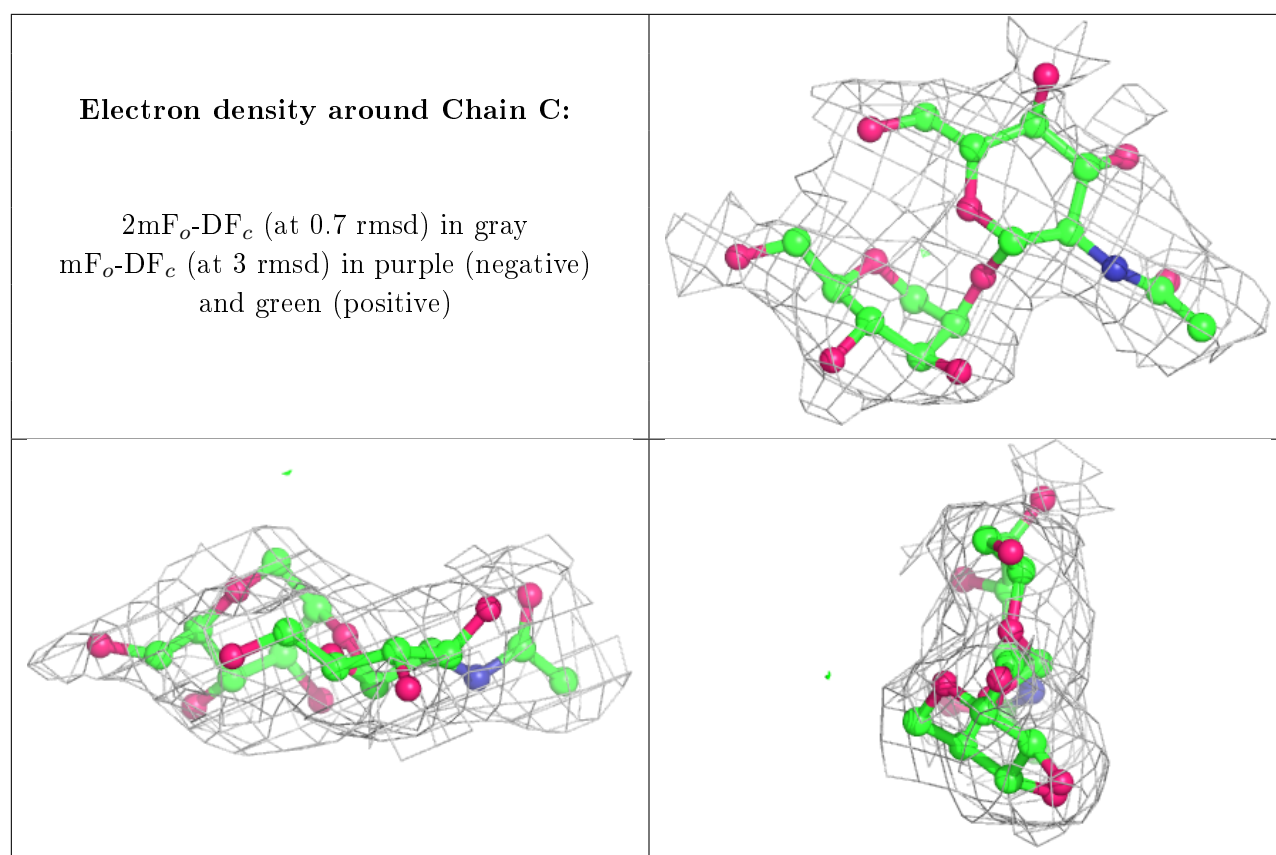 Electron density around Chain C:
2mFₒ-DF𝒸 (at 0.7 rmsd) in gray
mFₒ-DF𝒸 (at 3 rmsd) in purple (negative)
and green (positive)